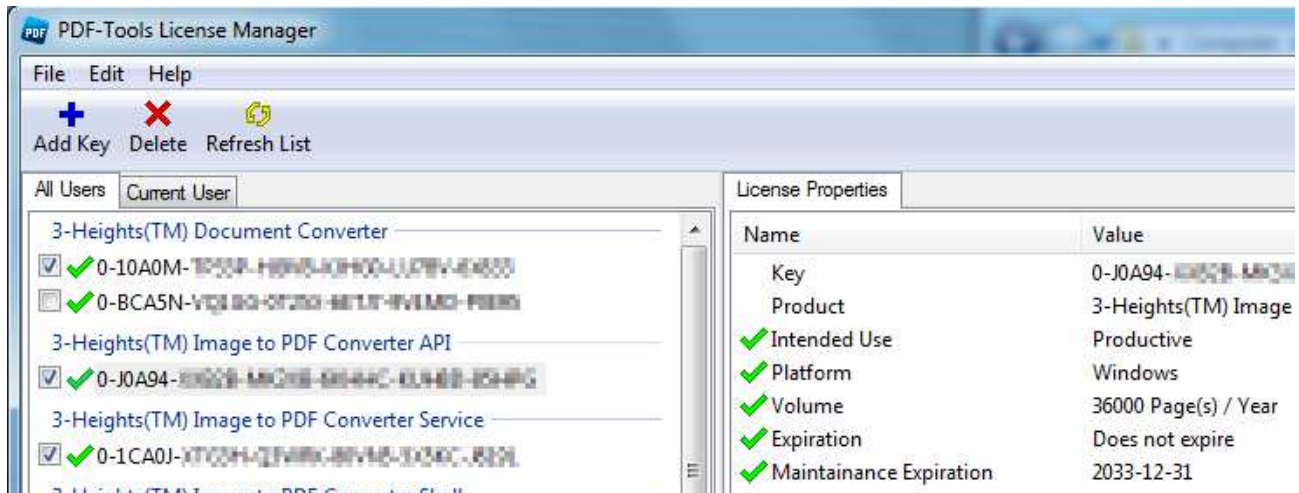 PDF-Tools License Manager
File Edit Help
Add Key Delete Refresh List
All Users Current User
3-Heights(TM) Document Converter
0-10A0M-
0-BCA5N-
3-Heights(TM) Image to PDF Converter API
0-J0A94-
3-Heights(TM) Image to PDF Converter Service
0-1CA0J-
License Properties
Name Value
Key 0-J0A94-
Product 3-Heights(TM) Image
Intended Use Productive
Platform Windows
Volume 36000 Page(s) / Year
Expiration Does not expire
Maintainance Expiration 2033-12-31